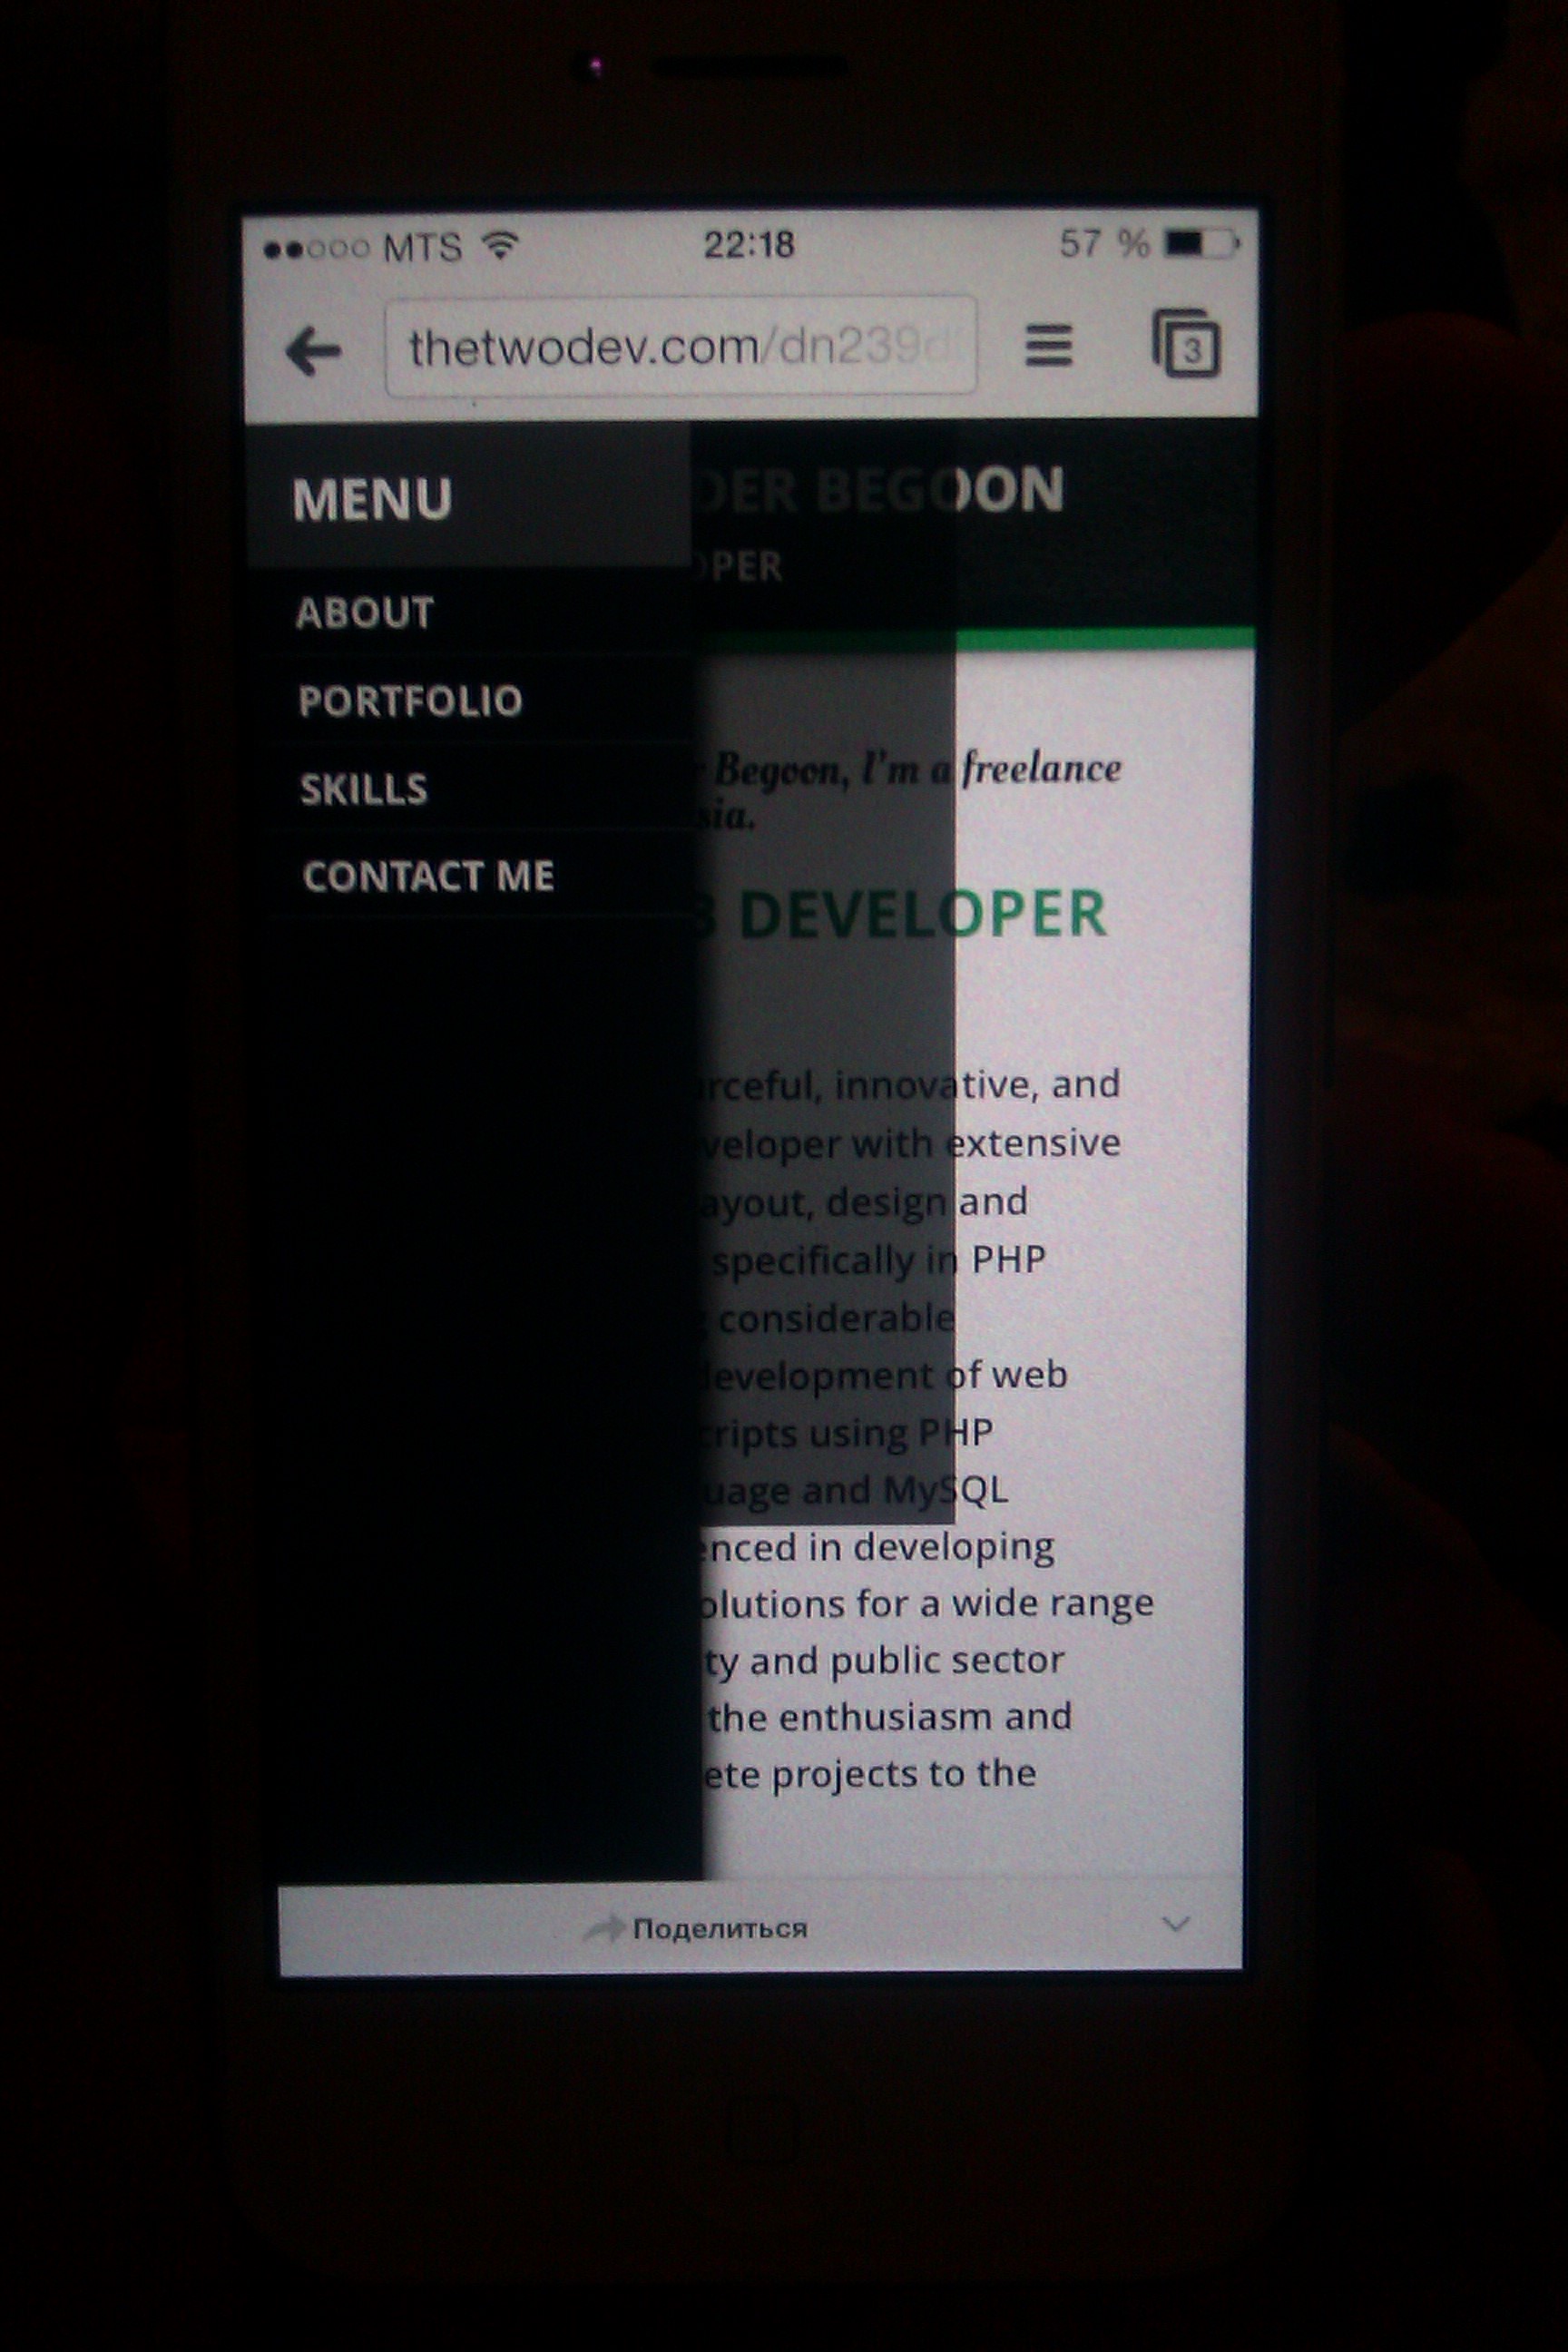 MTS 22:18 57 %
thetwodev.com/dn239d
3
MENU
DER BEGOON
OPER
ABOUT
PORTFOLIO
SKILLS
CONTACT ME
Begoon, I'm a freelance
sia.
DEVELOPER
rceful, innovative, and
veloper with extensive
ayout, design and
specifically in PHP
considerable
development of web
cripts using PHP
uage and MySQL
enced in developing
olutions for a wide range
ty and public sector
the enthusiasm and
ete projects to the
Поделиться